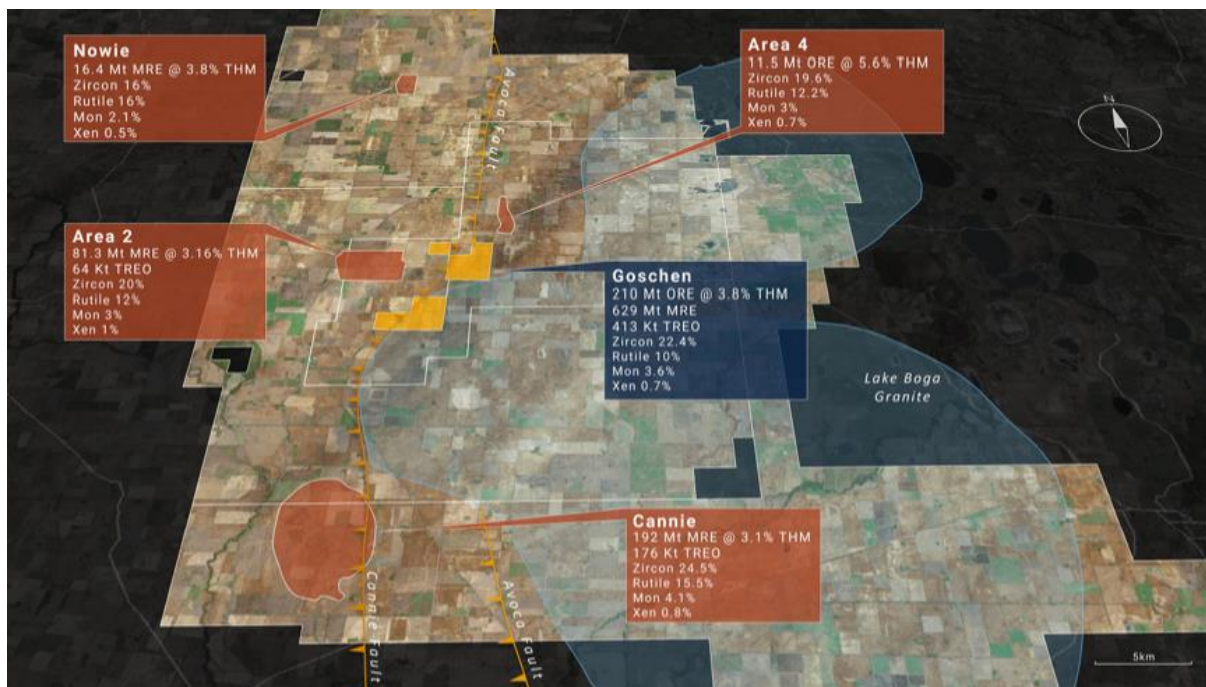 Nowie
16.4 Mt MRE @ 3.8% THM
Zircon 16%
Rutile 16%
Mon 2.1%
Xen 0.5%
Area 4
11.5 Mt ORE @ 5.6% THM
Zircon 19.6%
Rutile 12.2%
Mon 3%
Xen 0.7%
N
Avoca Fault
Area 2
81.3 Mt MRE @ 3.16% THM
64 Kt TREO
Zircon 20%
Rutile 12%
Mon 3%
Xen 1%
Goschen
210 Mt ORE @ 3.8% THM
629 Mt MRE
413 Kt TREO
Zircon 22.4%
Rutile 10%
Mon 3.6%
Xen 0.7%
Lake Boga
Granite
Cannie
192 Mt MRE @ 3.1% THM
176 Kt TREO
Zircon 24.5%
Rutile 15.5%
Mon 4.1%
Xen 0.8%
Cannie Fault
Avoca Fault
5km